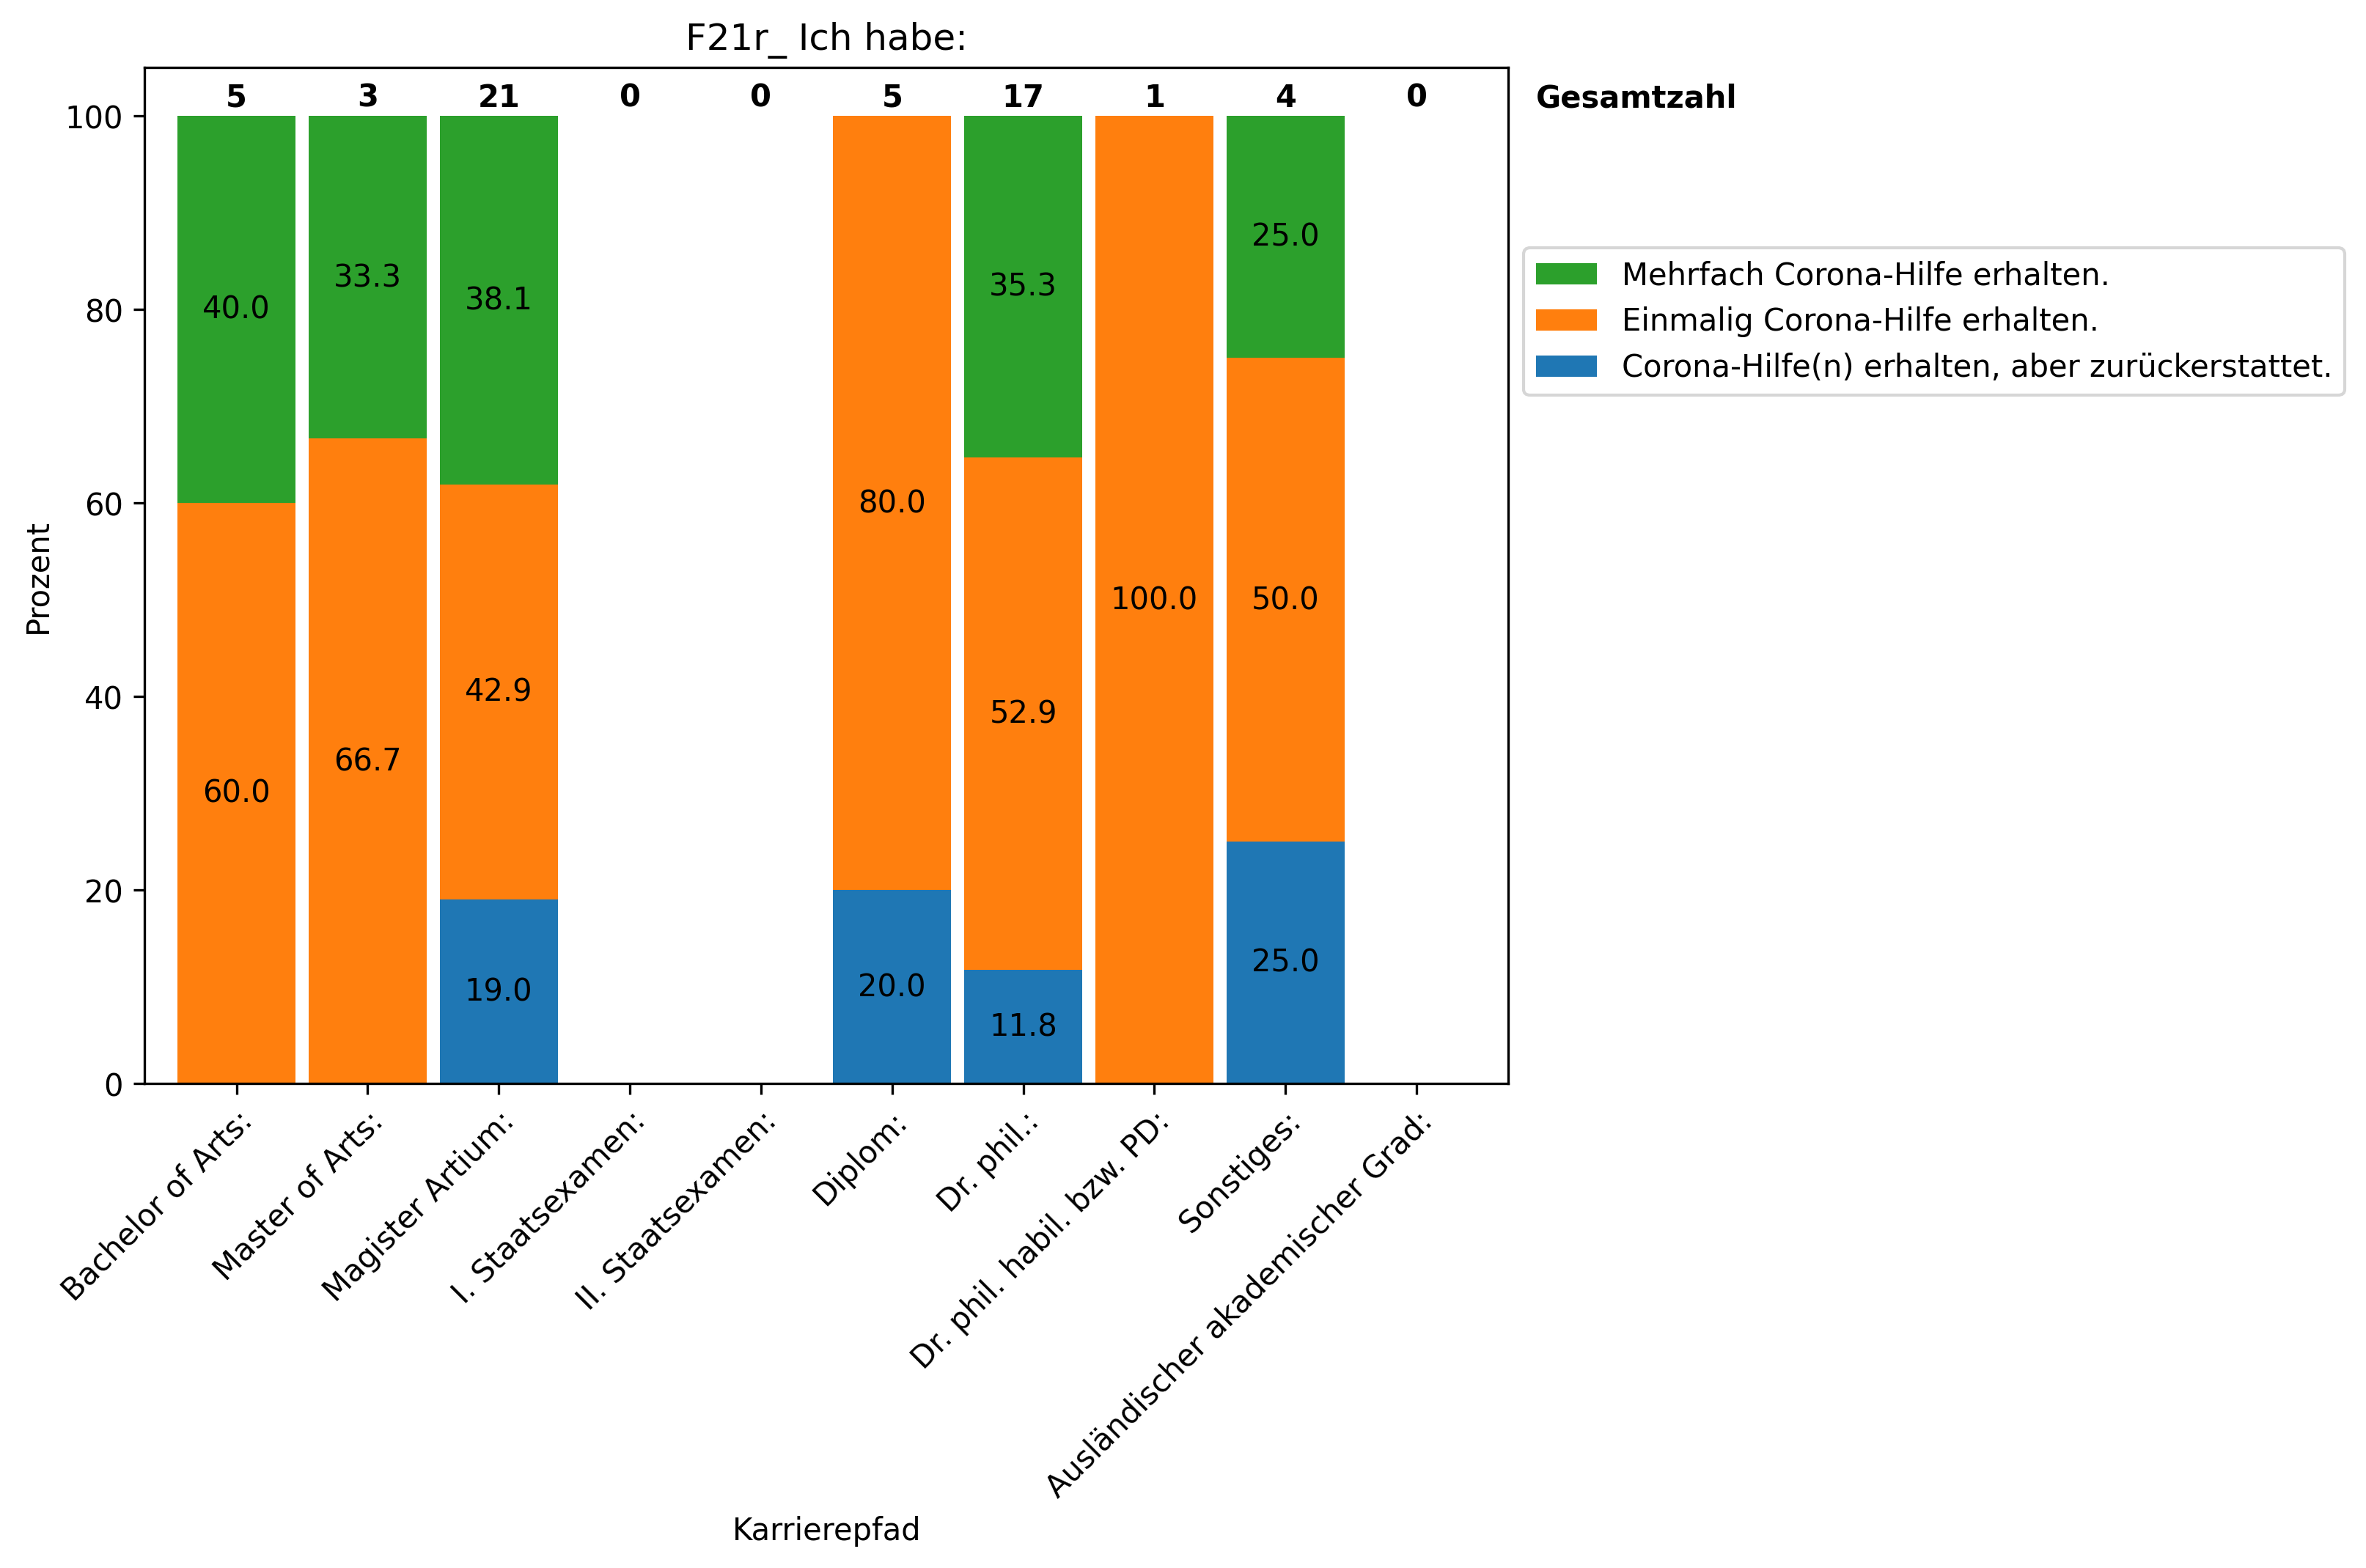 F21r_ Ich habe:
5 3 21 0 0 5 17 1 4 0 Gesamtzahl
100
80
60
40
20
0
Prozent
40.0
60.0
33.3
66.7
38.1
42.9
19.0
80.0
20.0
35.3
52.9
11.8
100.0
25.0
50.0
25.0
Mehrfach Corona-Hilfe erhalten.
Einmalig Corona-Hilfe erhalten.
Corona-Hilfe(n) erhalten, aber zurückerstattet.
Bachelor of Arts:
Master of Arts:
Magister Artium:
I. Staatsexamen:
II. Staatsexamen:
Diplom:
Dr. phil.:
Dr. phil. habil. bzw. PD:
Sonstiges:
Ausländischer akademischer Grad:
Karrierepfad